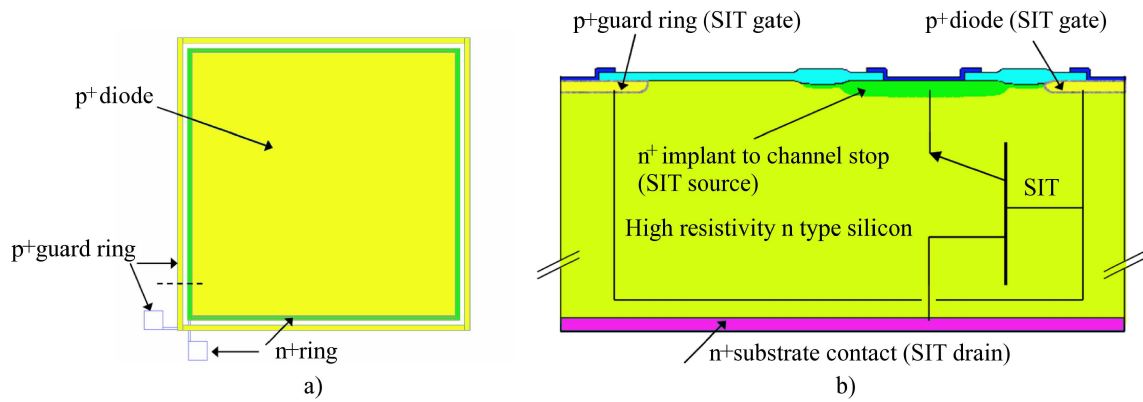 p+ diode
p+guard ring
n+ring
a)
p+guard ring (SIT gate)
p+diode (SIT gate)
n+ implant to channel stop
(SIT source)
SIT
High resistivity n type silicon
n+substrate contact (SIT drain)
b)